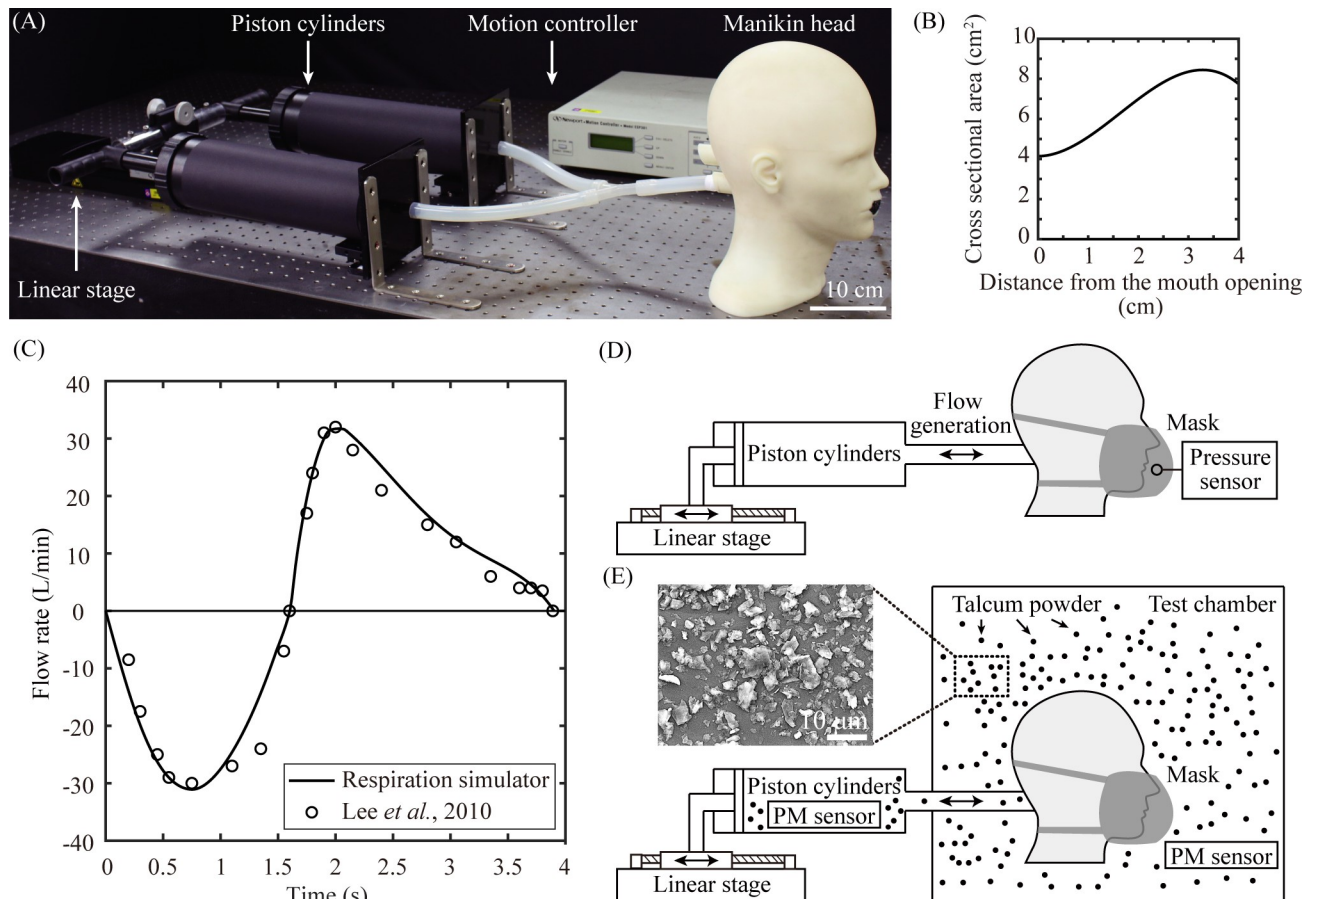 (A)
Piston cylinders
Motion controller
Manikin head
Linear stage
10 cm
(B)
Cross sectional area (cm²)
10
8
6
4
2
0
0 1 2 3 4
Distance from the mouth opening
(cm)
(C)
Flow rate (L/min)
40
30
20
10
0
-10
-20
-30
-40
Respiration simulator
Lee et al., 2010
0 0.5 1 1.5 2 2.5 3 3.5 4
Time (s)
(D)
Flow
generation
Mask
Piston cylinders
Pressure
sensor
Linear stage
(E)
Talcum powder
Test chamber
10 μm
Piston cylinders
PM sensor
Mask
PM sensor
Linear stage